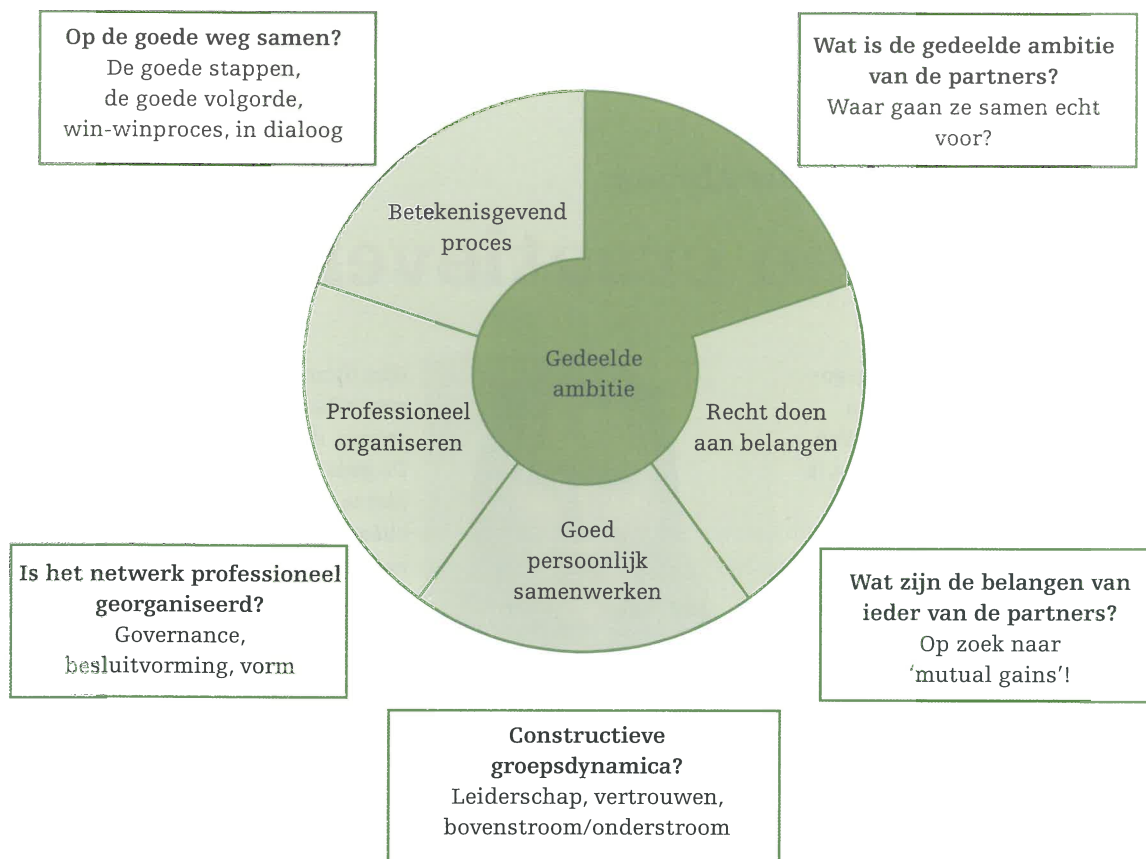 Op de goede weg samen?
De goede stappen,
de goede volgorde,
win-winproces, in dialoog
Wat is de gedeelde ambitie
van de partners?
Waar gaan ze samen echt
voor?
Betekenisgevend
proces
Gedeelde
ambitie
Professioneel
organiseren
Recht doen
aan belangen
Goed
persoonlijk
samenwerken
Is het netwerk professioneel
georganiseerd?
Governance,
besluitvorming, vorm
Wat zijn de belangen van
ieder van de partners?
Op zoek naar
'mutual gains'!
Constructieve
groepsdynamica?
Leiderschap, vertrouwen,
bovenstroom/onderstroom